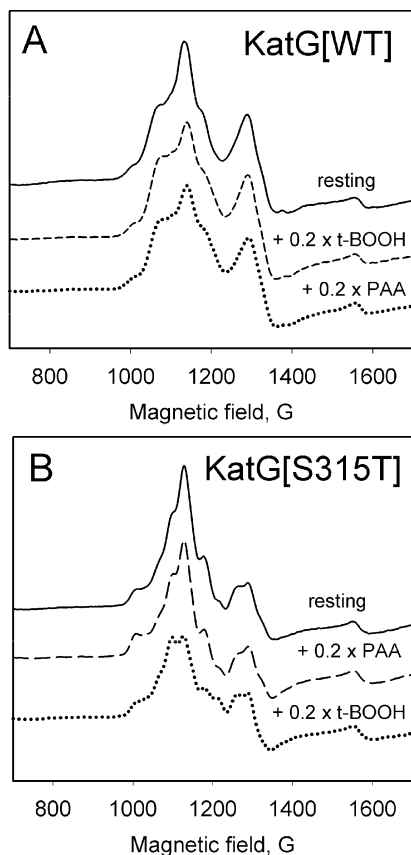 A KatG[WT]
resting
+ 0.2 x t-BOOH
+ 0.2 x PAA
800 1000 1200 1400 1600
Magnetic field, G
B KatG[S315T]
resting
+ 0.2 x PAA
+ 0.2 x t-BOOH
800 1000 1200 1400 1600
Magnetic field, G